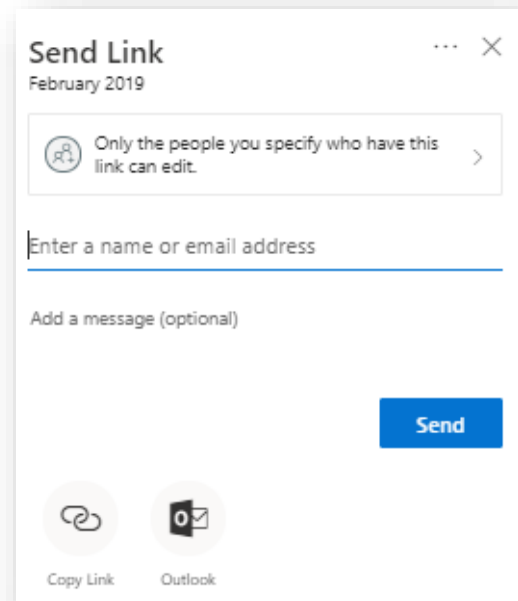 Send Link
February 2019
Only the people you specify who have this
link can edit.
Enter a name or email address
Add a message (optional)
Send
Copy Link
Outlook